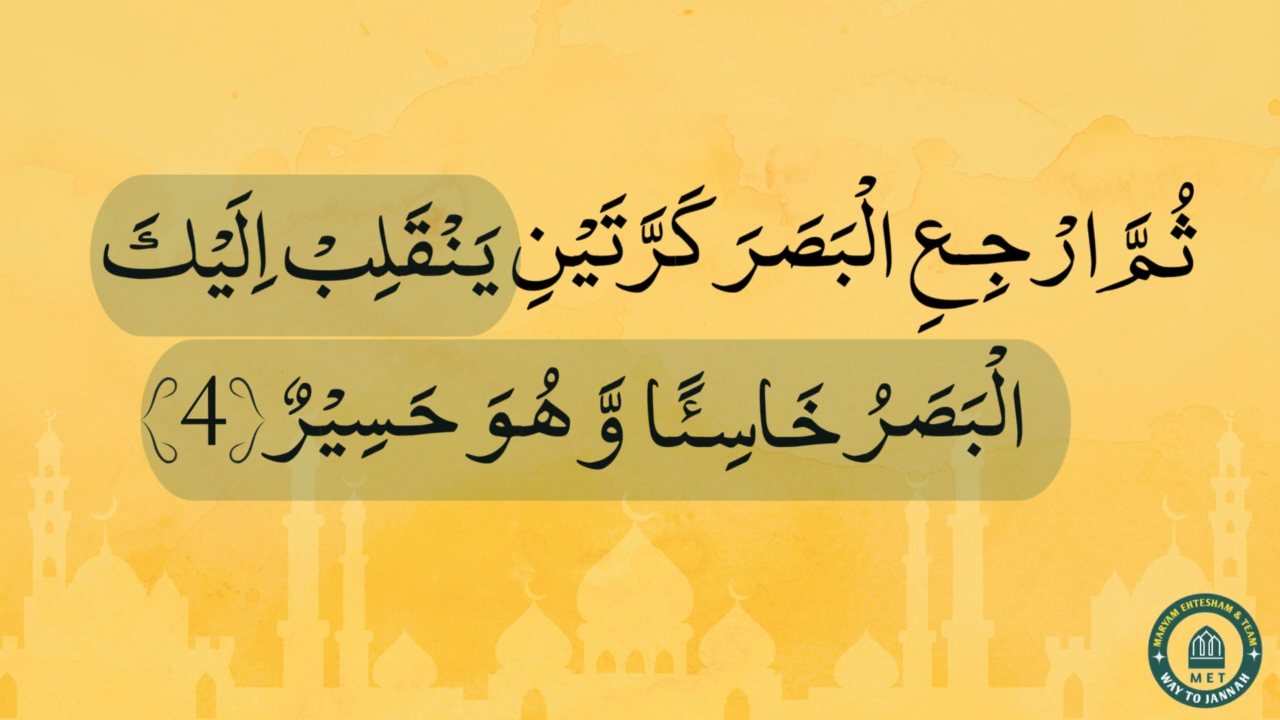 ثُمَّ ارْجِعِ الْبَصَرَ كَرَّتَيْنِ يَنْقَلِبْ اِلَيْكَ
الْبَصَرُ خَاسِئًا وَّ هُوَ حَسِيْرٌ ﴿4﴾
MARYAM EHTESHAM & TEAM
MET
WAY TO JANNAH